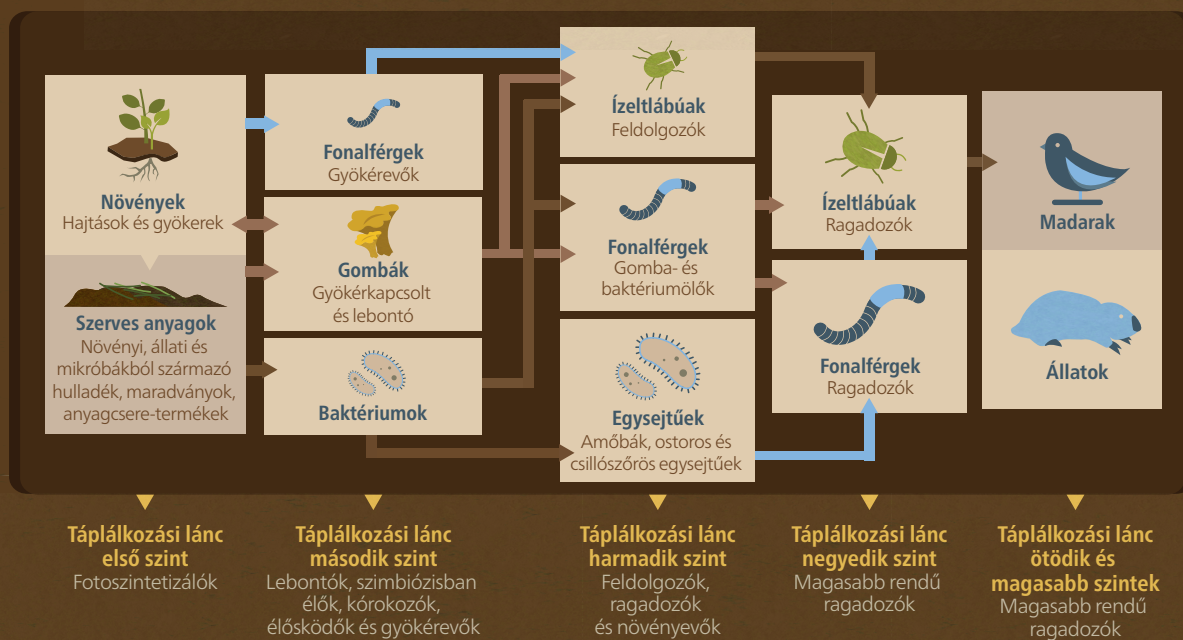 Növények
Hajtások és gyökerek
Szerves anyagok
Növényi, állati és
mikróbákból származó
hulladék, maradványok,
anyagcsere-termékek
Fonalférgek
Gyökérevők
Gombák
Gyökérkapcsolt
és lebontó
Baktériumok
Ízeltlábúak
Feldolgozók
Fonalférgek
Gomba- és
baktériumölők
Egysejtűek
Amőbák, ostoros és
csillószőrös egysejtűek
Ízeltlábúak
Ragadozók
Fonalférgek
Ragadozók
Madarak
Állatok
Táplálkozási lánc
első szint
Fotoszintetizálók
Táplálkozási lánc
második szint
Lebontók, szimbiózisban
élők, kórokozók,
élősködők és gyökérevők
Táplálkozási lánc
harmadik szint
Feldolgozók,
ragadozók
és növényevők
Táplálkozási lánc
negyedik szint
Magasabb rendű
ragadozók
Táplálkozási lánc
ötödik és
magasabb szintek
Magasabb rendű
ragadozók